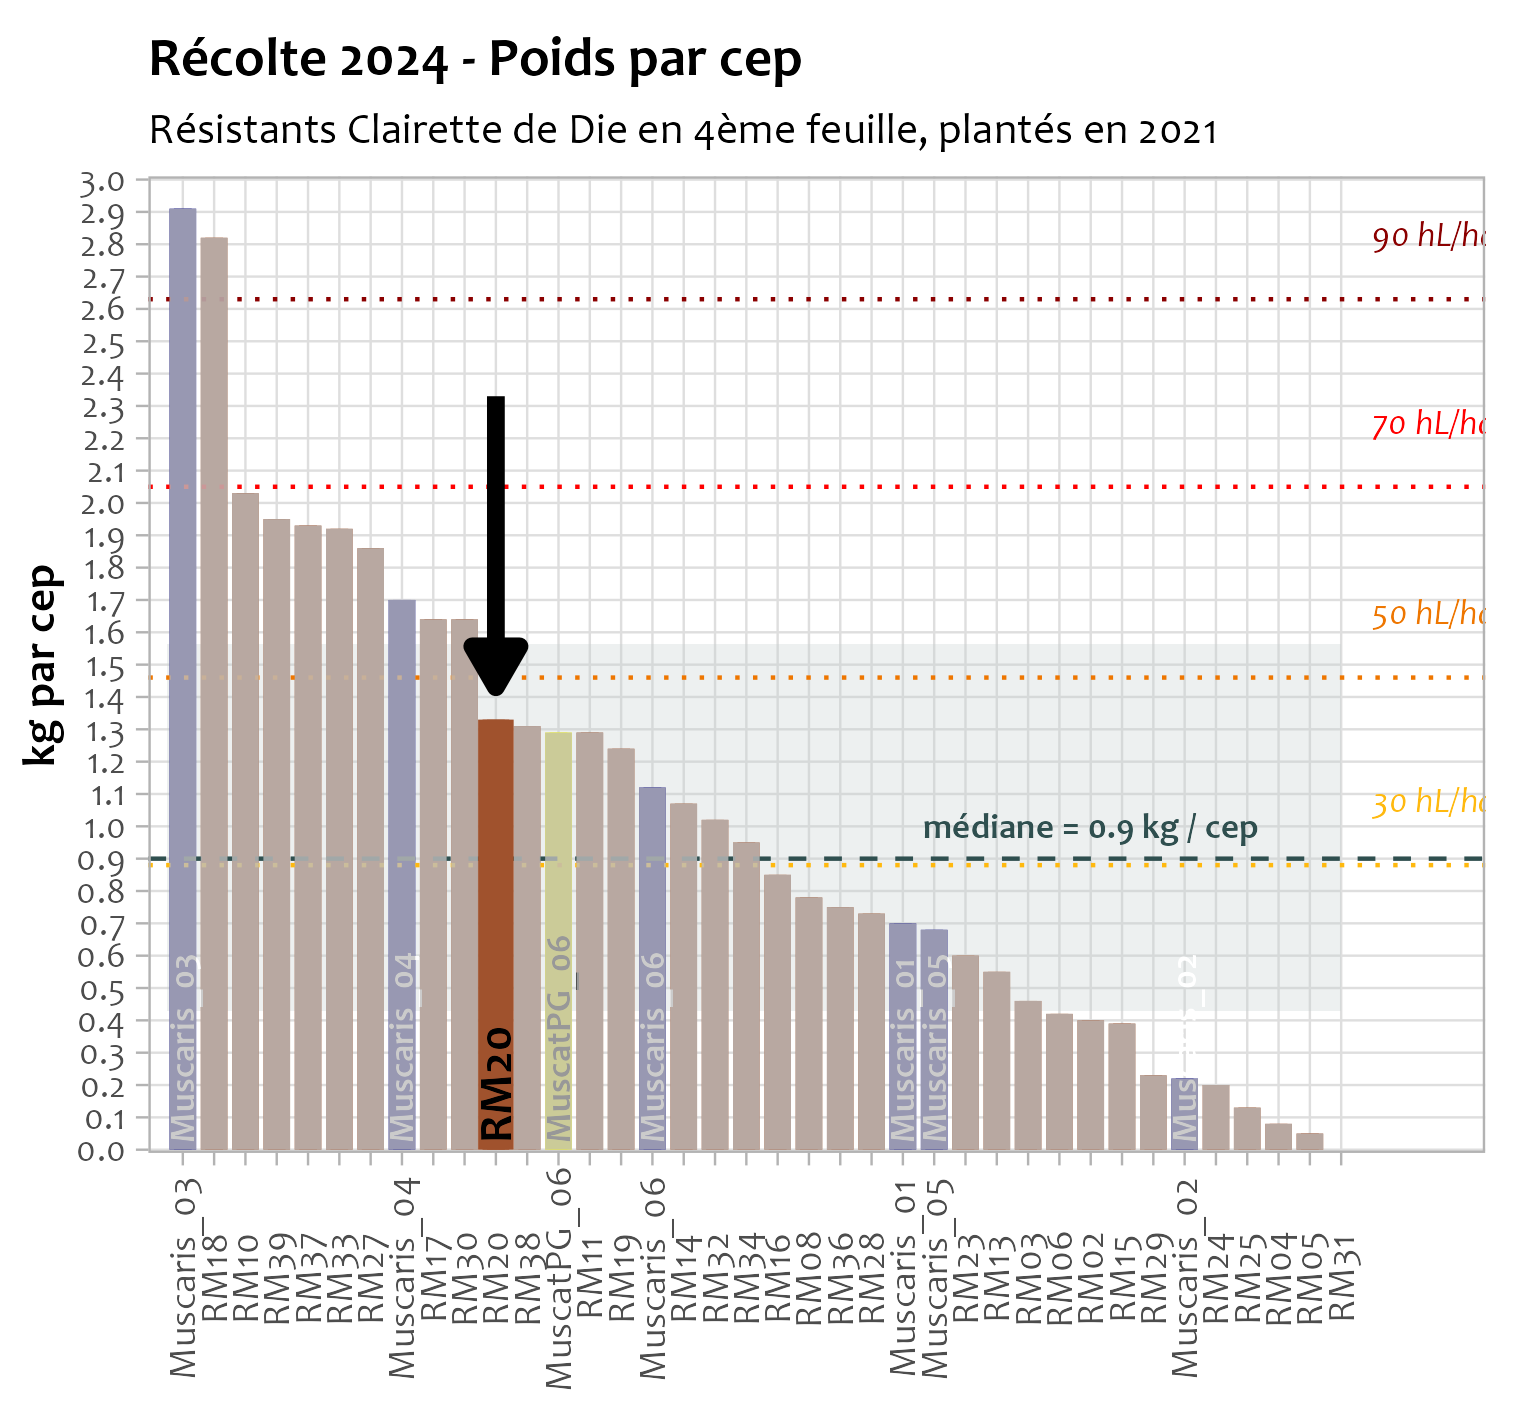 Récolte 2024 - Poids par cep
Résistants Clairette de Die en 4ème feuille, plantés en 2021
kg par cep
3.0
2.9
2.8
2.7
2.6
2.5
2.4
2.3
2.2
2.1
2.0
1.9
1.8
1.7
1.6
1.5
1.4
1.3
1.2
1.1
1.0
0.9
0.8
0.7
0.6
0.5
0.4
0.3
0.2
0.1
0.0
90 hL/ha
70 hL/ha
50 hL/ha
30 hL/ha
médiane = 0.9 kg / cep
Muscaris_03
Muscaris_04
RM20
MuscatPG_06
Muscaris_06
Muscaris_01
Muscaris_05
Muscaris_02
Muscaris_03
RM18
RM10
RM39
RM37
RM33
RM27
Muscaris_04
RM17
RM30
RM20
RM38
MuscatPG_06
RM11
RM19
Muscaris_06
RM14
RM32
RM34
RM16
RM08
RM36
RM28
Muscaris_01
Muscaris_05
RM23
RM13
RM03
RM06
RM02
RM15
RM29
Muscaris_02
RM24
RM25
RM04
RM05
RM31